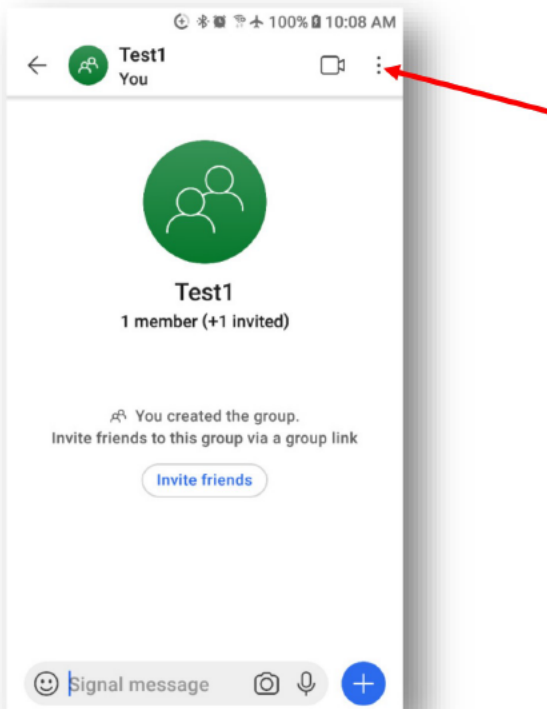 100% 10:08 AM
Test1
You
Test1
1 member (+1 invited)
You created the group.
Invite friends to this group via a group link
Invite friends
Signal message